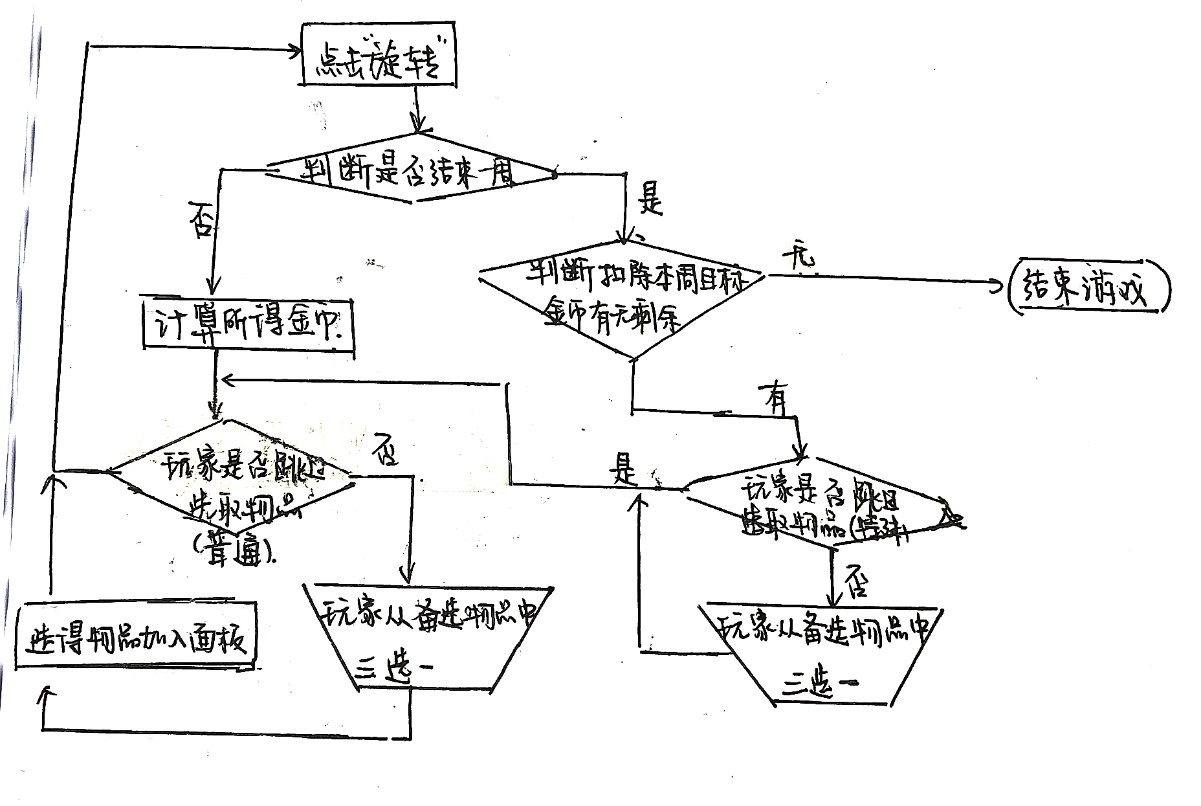 点击“旋转”
判断是否结束一周
否
是
判断扣除本周目标
金币有无剩余
无
结束游戏
计算所得金币.
有
玩家是否跳过
选取物品
(普通).
否
是
玩家是否跳过
选取物品(特殊)
否
玩家从备选物品中
三选一
玩家从备选物品中
三选一
选得物品加入面板